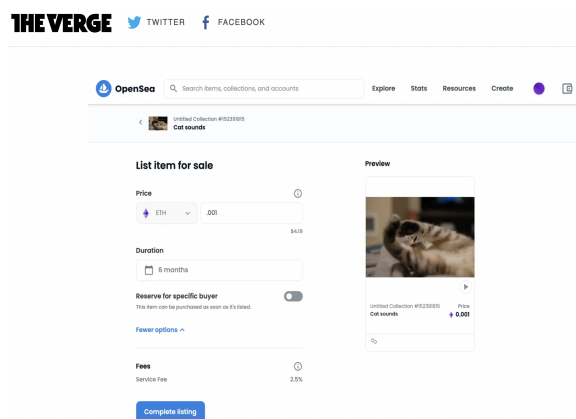 THE VERGE TWITTER FACEBOOK
OpenSea Search items, collections, and accounts Explore Stats Resources Create
Untitled Collection #152391815
Cat sounds
List item for sale
Preview
Price
ETH .001
$4.18
Duration
6 months
Reserve for specific buyer
This item can be purchased as soon as it's listed.
Untitled Collection #152391815 Price
Cat sounds 0.001
Fewer options
Fees
Service Fee 2.5%
Complete listing